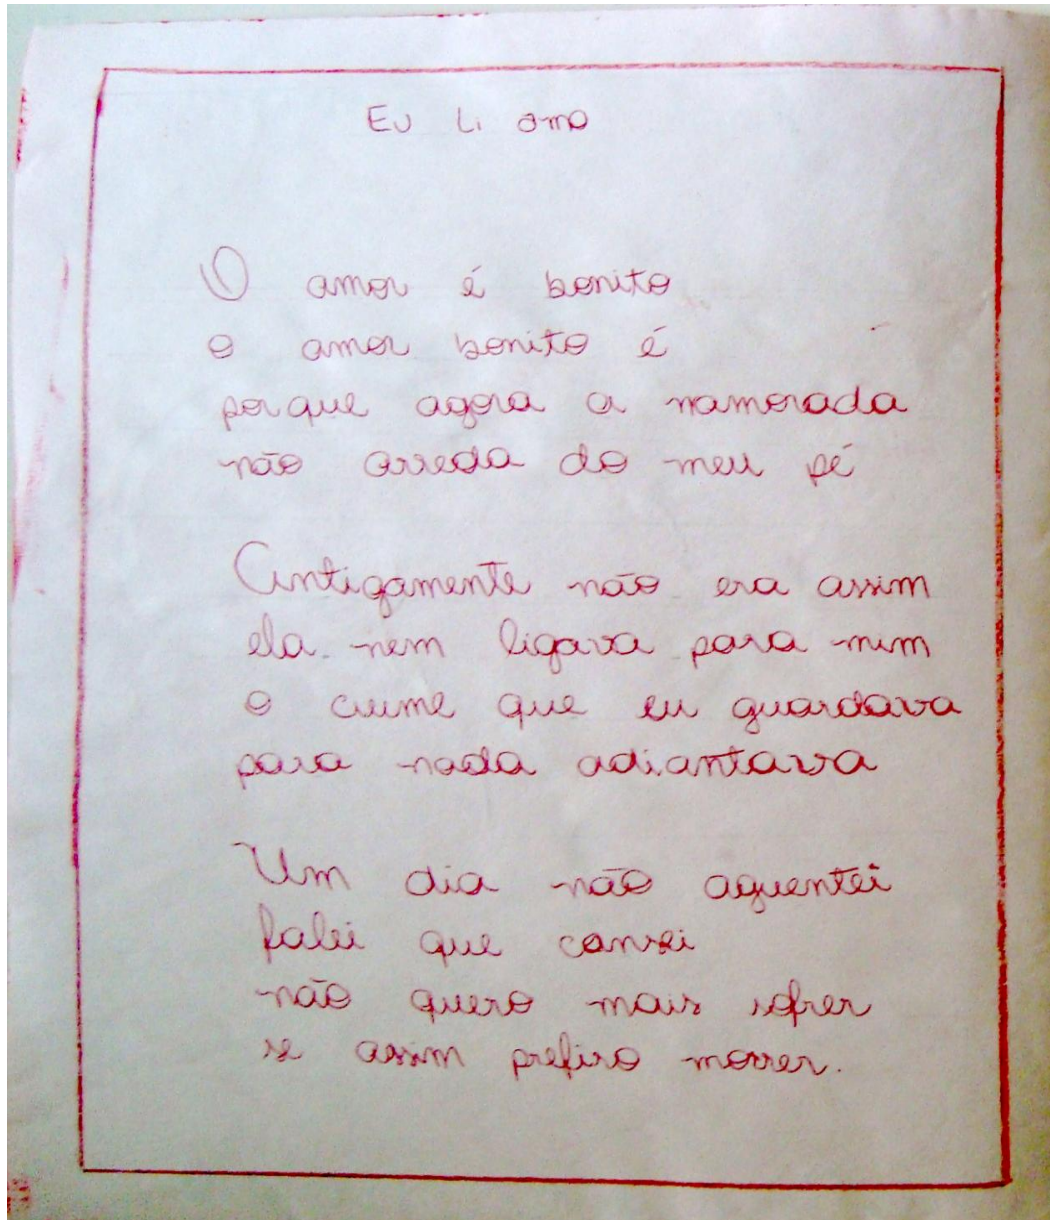 Eu Li amo
O amor é bonito
o amor bonito é
porque agora a namorada
não arreda do meu pé
Antigamente não era assim
ela nem ligava para mim
o ciume que eu guardava
para nada adiantava
Um dia não aguentei
falei que cansei
não quero mais sofrer
se assim prefiro morrer.